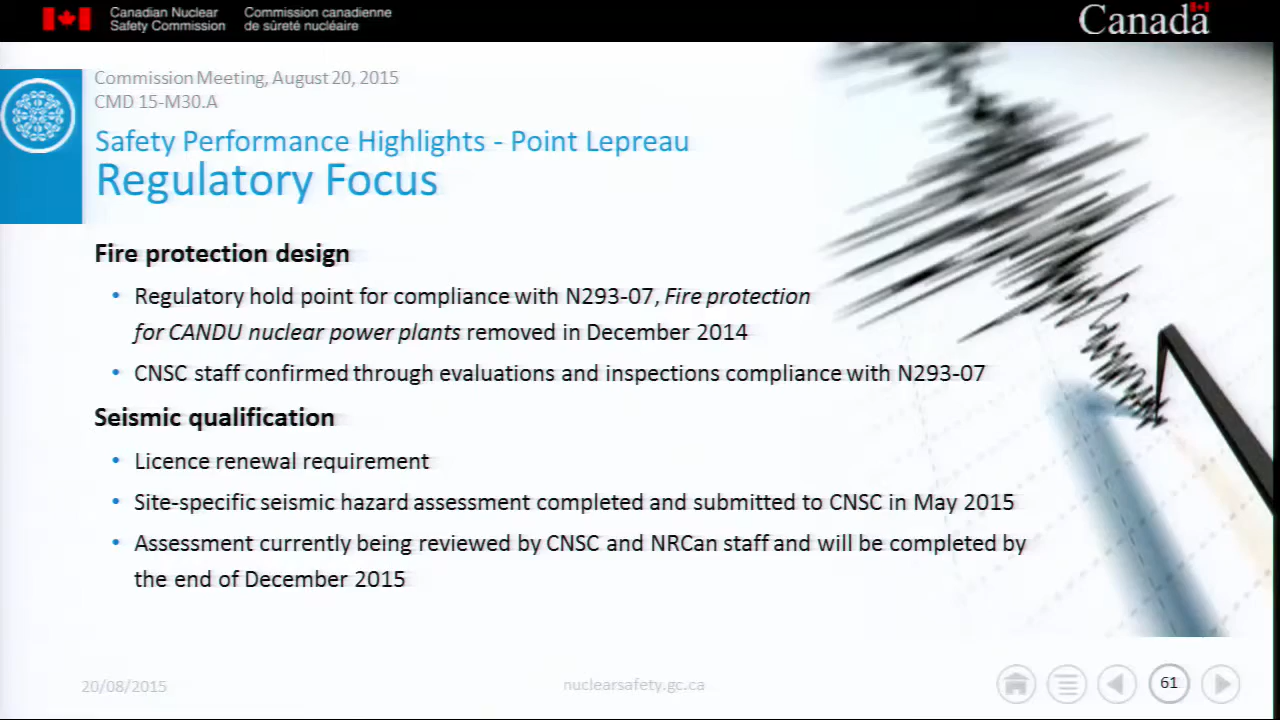 Canadian Nuclear
Safety Commission
Commission canadienne
de sûreté nucléaire
Canada
Commission Meeting, August 20, 2015
CMD 15-M30.A
Safety Performance Highlights - Point Lepreau
Regulatory Focus
Fire protection design
• Regulatory hold point for compliance with N293-07, Fire protection
for CANDU nuclear power plants removed in December 2014
• CNSC staff confirmed through evaluations and inspections compliance with N293-07
Seismic qualification
• Licence renewal requirement
• Site-specific seismic hazard assessment completed and submitted to CNSC in May 2015
• Assessment currently being reviewed by CNSC and NRCan staff and will be completed by
the end of December 2015
20/08/2015
nuclearsafety.gc.ca
61